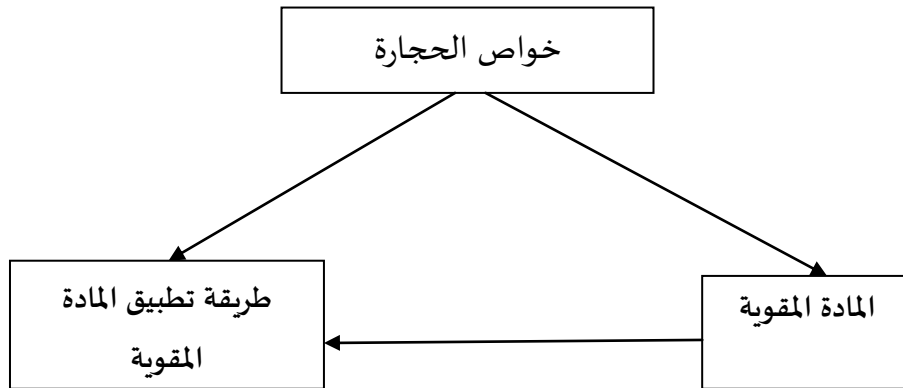 خواص الحجارة
المادة المقوية
طريقة تطبيق المادة
المقوية